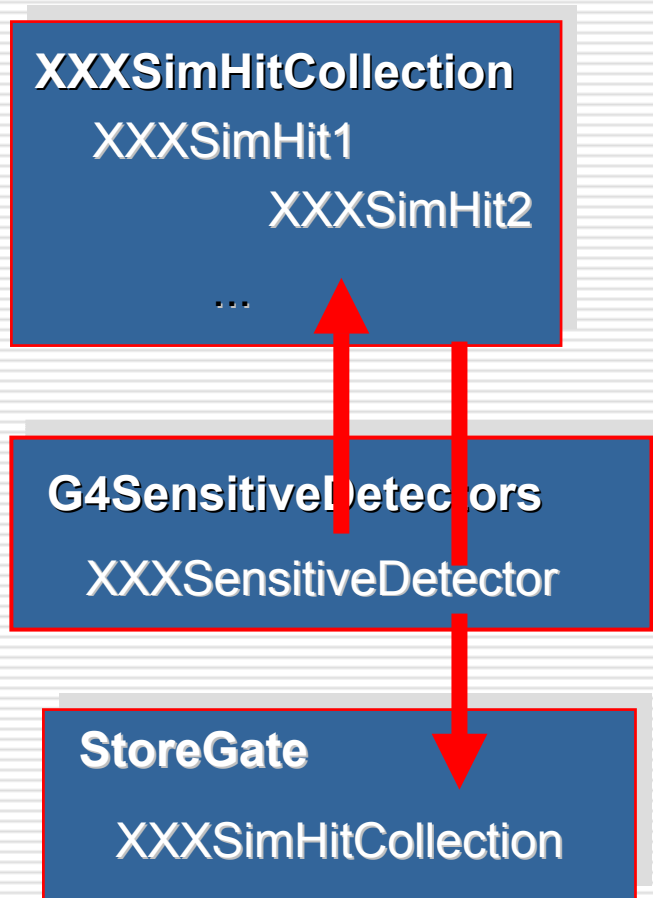 XXXSimHitCollection
XXXSimHit1
XXXSimHit2
...
G4SensitiveDetectors
XXXSensitiveDetector
StoreGate
XXXSimHitCollection